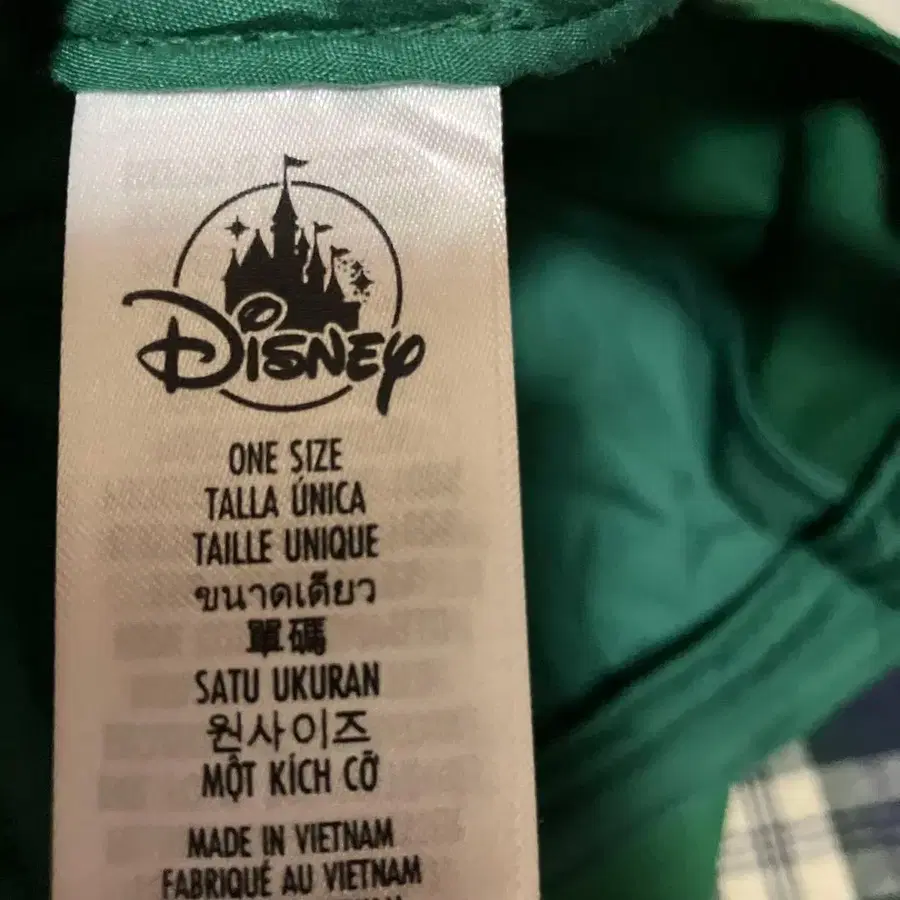 Disney
ONE SIZE
TALLA ÚNICA
TAILLE UNIQUE
ขนาดเดียว
單碼
SATU UKURAN
원사이즈
MỘT KÍCH CỠ
MADE IN VIETNAM
FABRIQUÉ AU VIETNAM